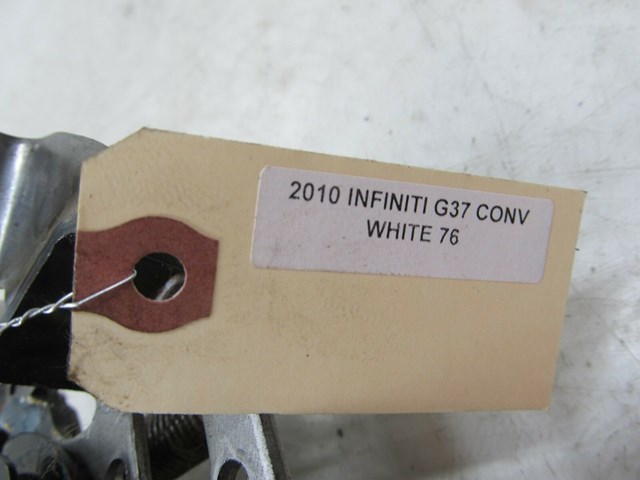 2010 INFINITI G37 CONV
WHITE 76